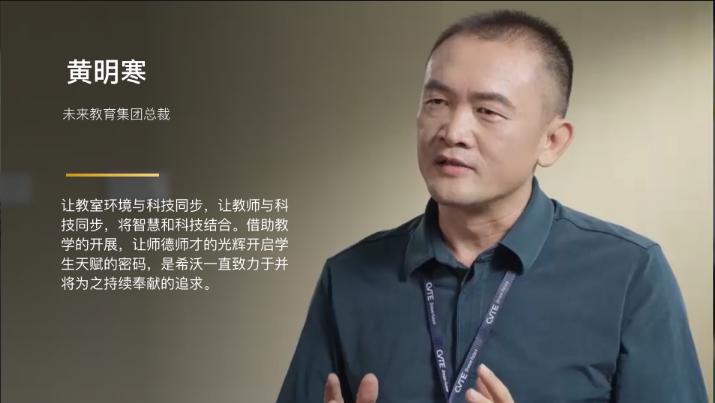 黄明寒
未来教育集团总裁
让教室环境与科技同步，让教师与科
技同步，将智慧和科技结合。借助教
学的开展，让师德师才的光辉开启学
生天赋的密码，是希沃一直致力于并
将为之持续奉献的追求。
CVTE
CVTE
CVTE